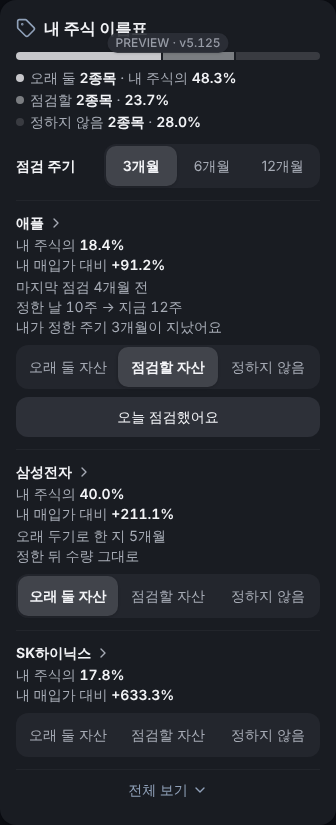 내 주식 이름표
PREVIEW · v5.125
오래 둘 2종목 · 내 주식의 48.3%
점검할 2종목 · 23.7%
정하지 않음 2종목 · 28.0%
점검 주기 3개월 6개월 12개월
애플 >
내 주식의 18.4%
내 매입가 대비 +91.2%
마지막 점검 4개월 전
정한 날 10주 → 지금 12주
내가 정한 주기 3개월이 지났어요
오래 둘 자산 점검할 자산 정하지 않음
오늘 점검했어요
삼성전자 >
내 주식의 40.0%
내 매입가 대비 +211.1%
오래 두기로 한 지 5개월
정한 뒤 수량 그대로
오래 둘 자산 점검할 자산 정하지 않음
SK하이닉스 >
내 주식의 17.8%
내 매입가 대비 +633.3%
오래 둘 자산 점검할 자산 정하지 않음
전체 보기